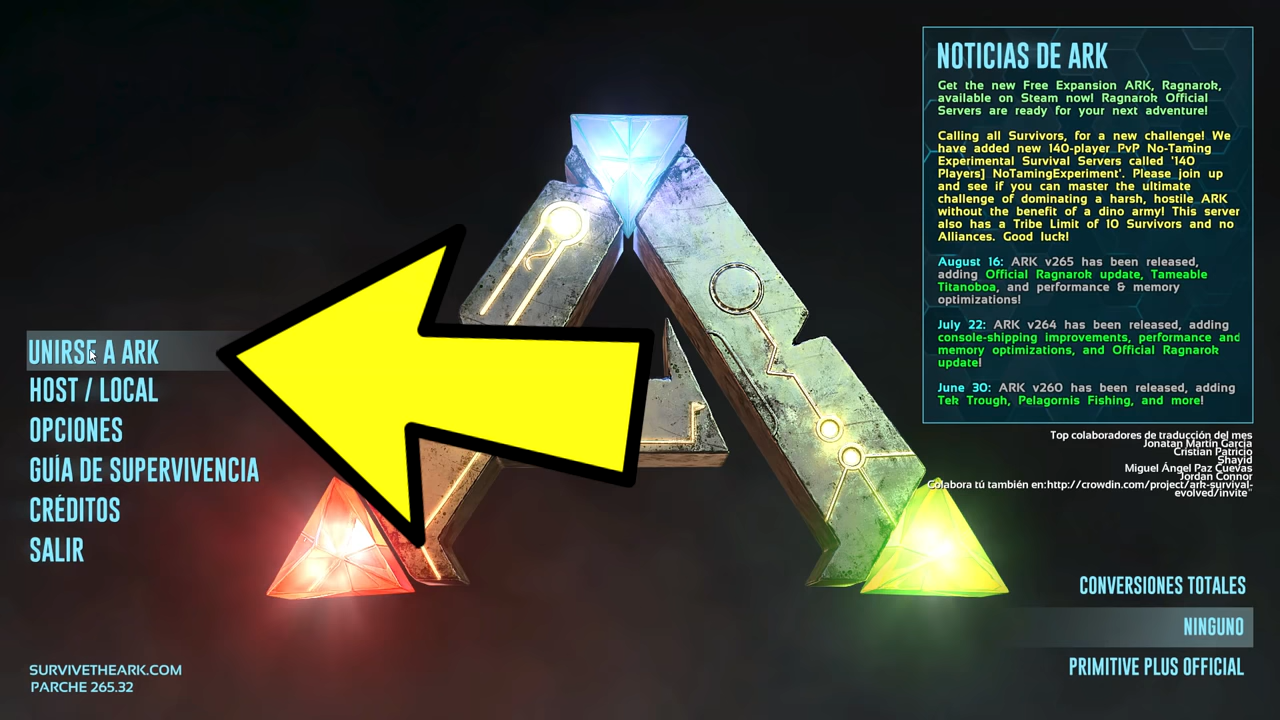 NOTICIAS DE ARK
Get the new Free Expansion ARK, Ragnarok,
available on Steam now! Ragnarok Official
Servers are ready for your next adventure!
Calling all Survivors, for a new challenge! We
have added new 140-player PvP No-Taming
Experimental Survival Servers called '140
Players] NoTamingExperiment'. Please join up
and see if you can master the ultimate
challenge of dominating a harsh, hostile ARK
without the benefit of a dino army! This server
also has a Tribe Limit of 10 Survivors and no
Alliances. Good luck!
August 16: ARK v265 has been released,
adding Official Ragnarok update, Tameable
Titanoboa, and performance & memory
optimizations!
July 22: ARK v264 has been released, adding
console-shipping improvements, performance and
memory optimizations, and Official Ragnarok
update!
June 30: ARK v260 has been released, adding
Tek Trough, Pelagornis Fishing, and more!
Top colaboradores de traducción del mes
Jonatan Martín García
Cristian Patricio
Shayid
Miguel Ángel Paz Cuevas
Jordan Connor
Colabora tú también en:http://crowdin.com/project/ark-survival-
evolved/invite"
UNIRSE A ARK
HOST / LOCAL
OPCIONES
GUÍA DE SUPERVIVENCIA
CRÉDITOS
SALIR
CONVERSIONES TOTALES
NINGUNO
PRIMITIVE PLUS OFFICIAL
SURVIVETHEARK.COM
PARCHE 265.32